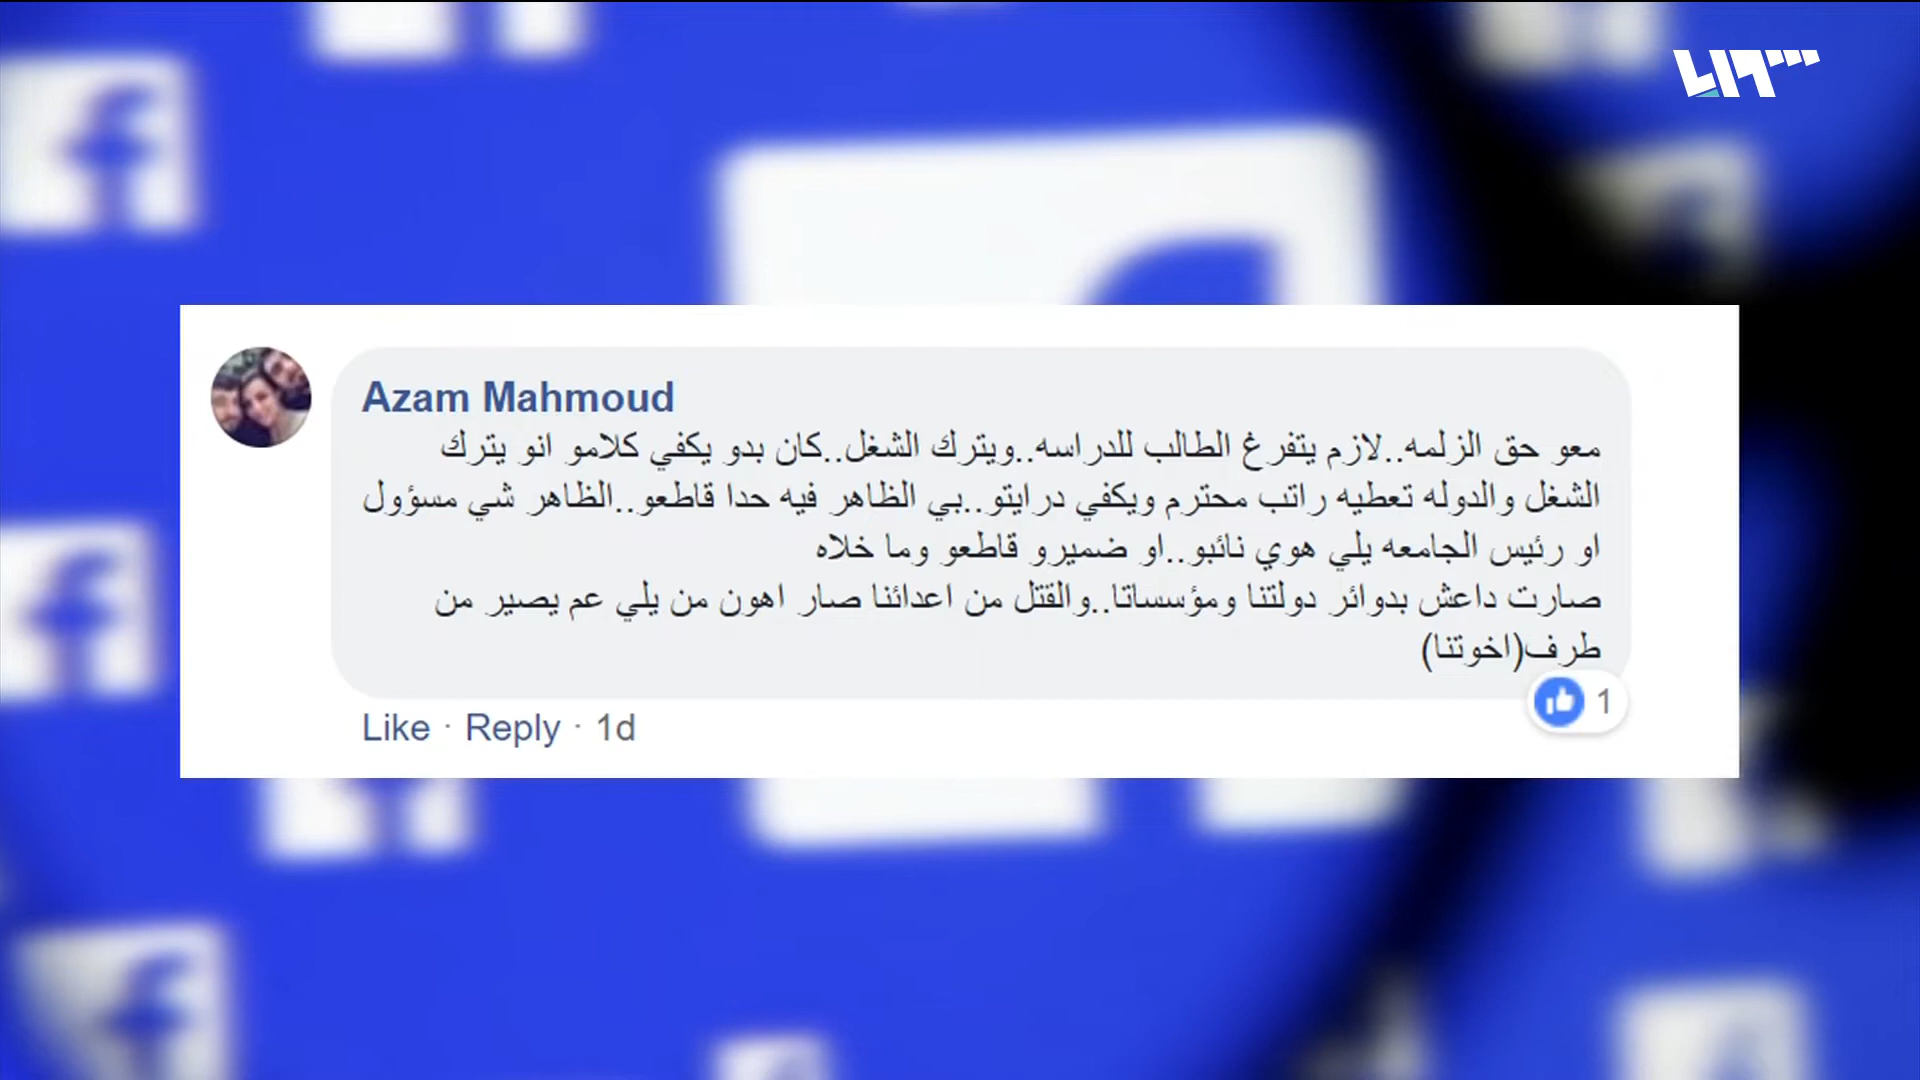 Azam Mahmoud
معو حق الزلمه..لازم يتفرغ الطالب للدراسه..ويترك الشغل..كان بدو يكفي كلامو انو يترك
الشغل والدوله تعطيه راتب محترم ويكفي درايتو..بي الظاهر فيه حدا قاطعو..الظاهر شي مسؤول
او رئيس الجامعه يلي هوي نائبو..او ضميرو قاطعو وما خلاه
صارت داعش بدوائر دولتنا ومؤسساتا..والقتل من اعدائنا صار اهون من يلي عم يصير من
طرف(اخوتنا)
1
Like · Reply · 1d